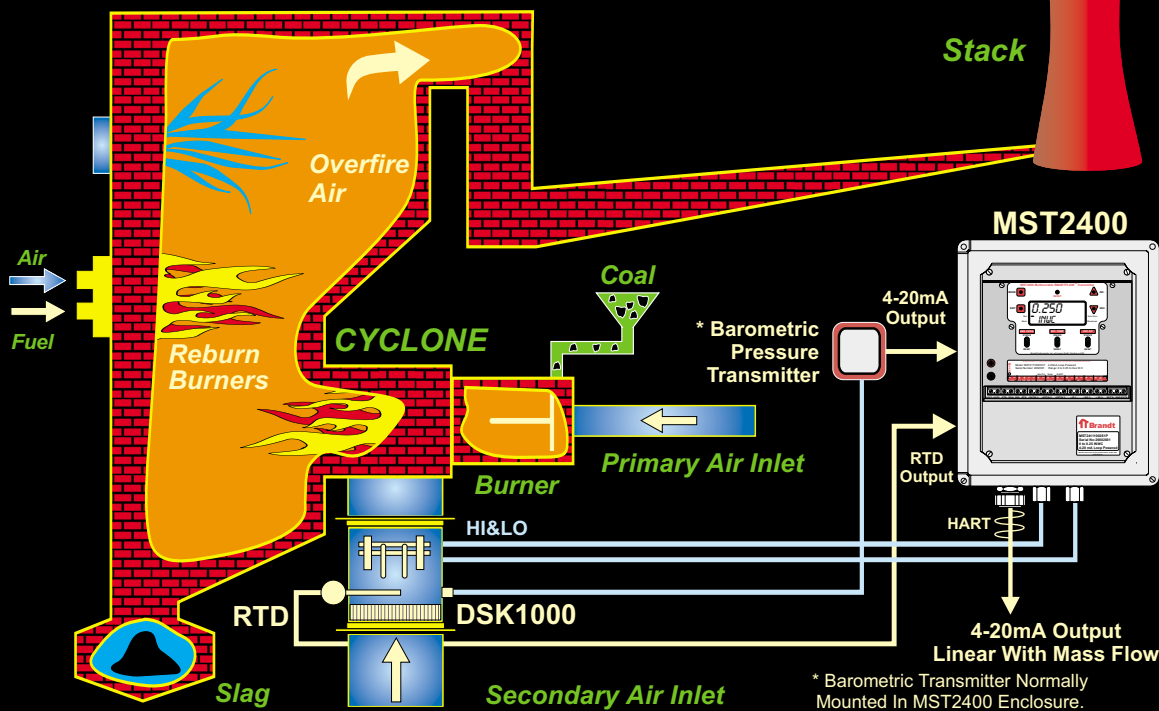 Stack
Overfire
Air
MST2400
Air
Fuel
Coal
4-20mA
Output
* Barometric
Pressure
Transmitter
CYCLONE
Reburn
Burners
0.250
INWC
Brandt
RTD
Output
Primary Air Inlet
Burner
HI&LO
HART
RTD
DSK1000
4-20mA Output
Linear With Mass Flow
Slag
Secondary Air Inlet
* Barometric Transmitter Normally
Mounted In MST2400 Enclosure.